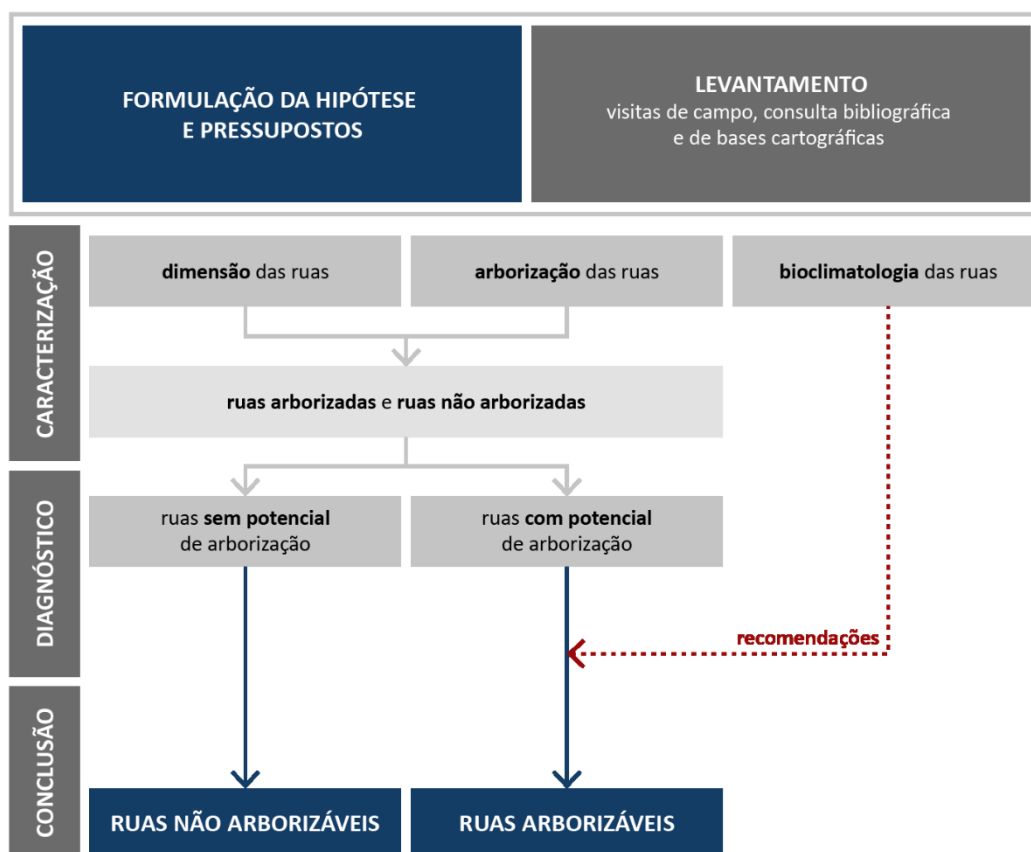 FORMULAÇÃO DA HIPÓTESE
E PRESSUPOSTOS
LEVANTAMENTO
visitas de campo, consulta bibliográfica
e de bases cartográficas
CARACTERIZAÇÃO
dimensão das ruas
arborização das ruas
bioclimatologia das ruas
ruas arborizadas e ruas não arborizadas
DIAGNÓSTICO
ruas sem potencial
de arborização
ruas com potencial
de arborização
recomendações
CONCLUSÃO
RUAS NÃO ARBORIZÁVEIS
RUAS ARBORIZÁVEIS